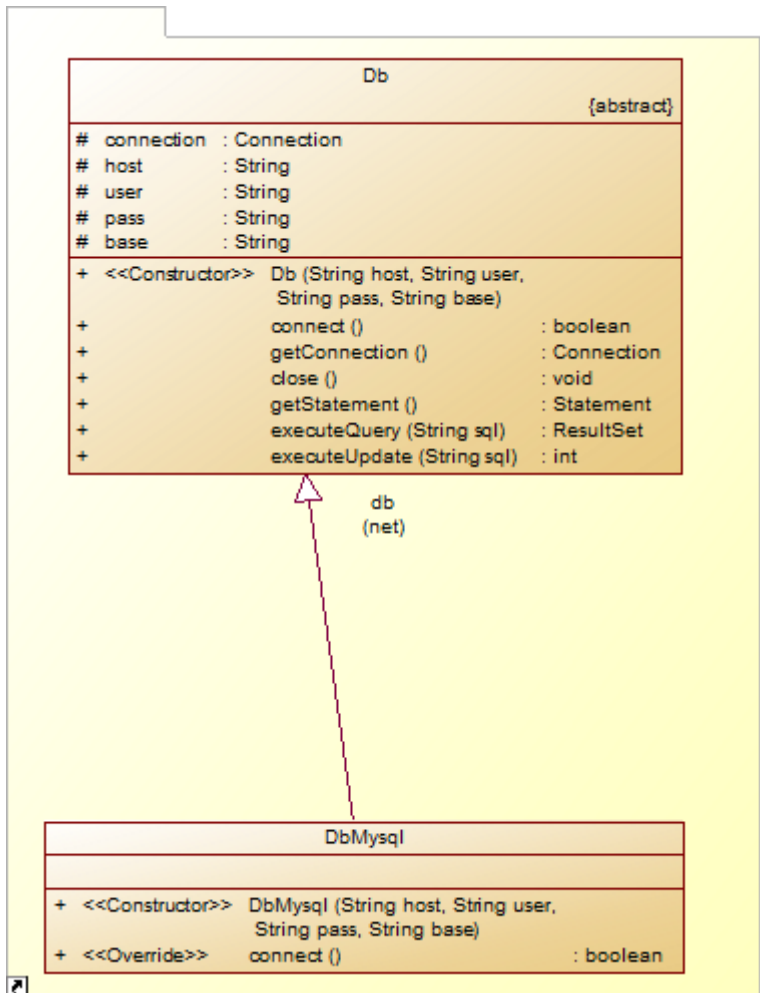 Db
{abstract}
# connection : Connection
# host : String
# user : String
# pass : String
# base : String
+ <<Constructor>> Db (String host, String user,
String pass, String base)
+ connect () : boolean
+ getConnection () : Connection
+ close () : void
+ getStatement () : Statement
+ executeQuery (String sql) : ResultSet
+ executeUpdate (String sql) : int
db
(net)
DbMysql
+ <<Constructor>> DbMysql (String host, String user,
String pass, String base)
+ <<Override>> connect () : boolean